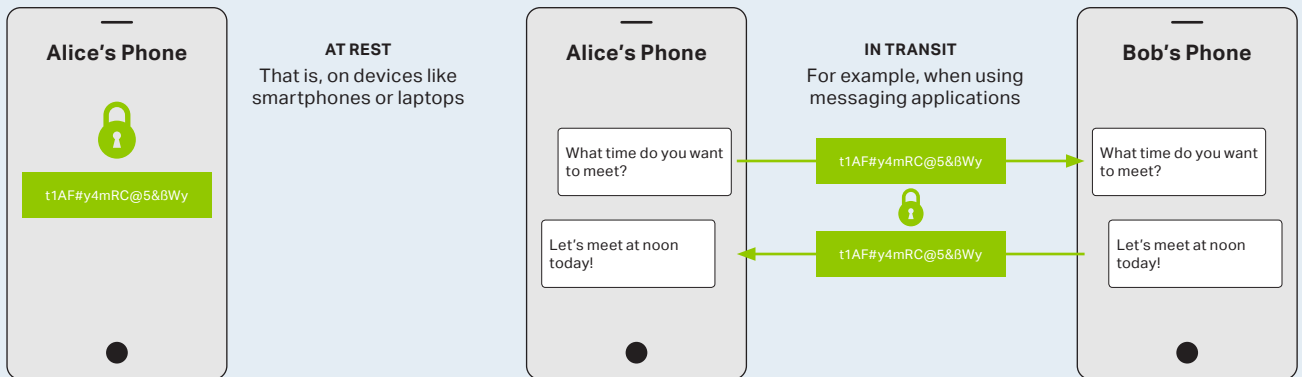 Alice’s Phone
t1AF#y4mRC@5&ßWy
AT REST
That is, on devices like
smartphones or laptops
Alice’s Phone
What time do you want
to meet?
Let’s meet at noon
today!
IN TRANSIT
For example, when using
messaging applications
t1AF#y4mRC@5&ßWy
t1AF#y4mRC@5&ßWy
Bob’s Phone
What time do you want
to meet?
Let’s meet at noon
today!